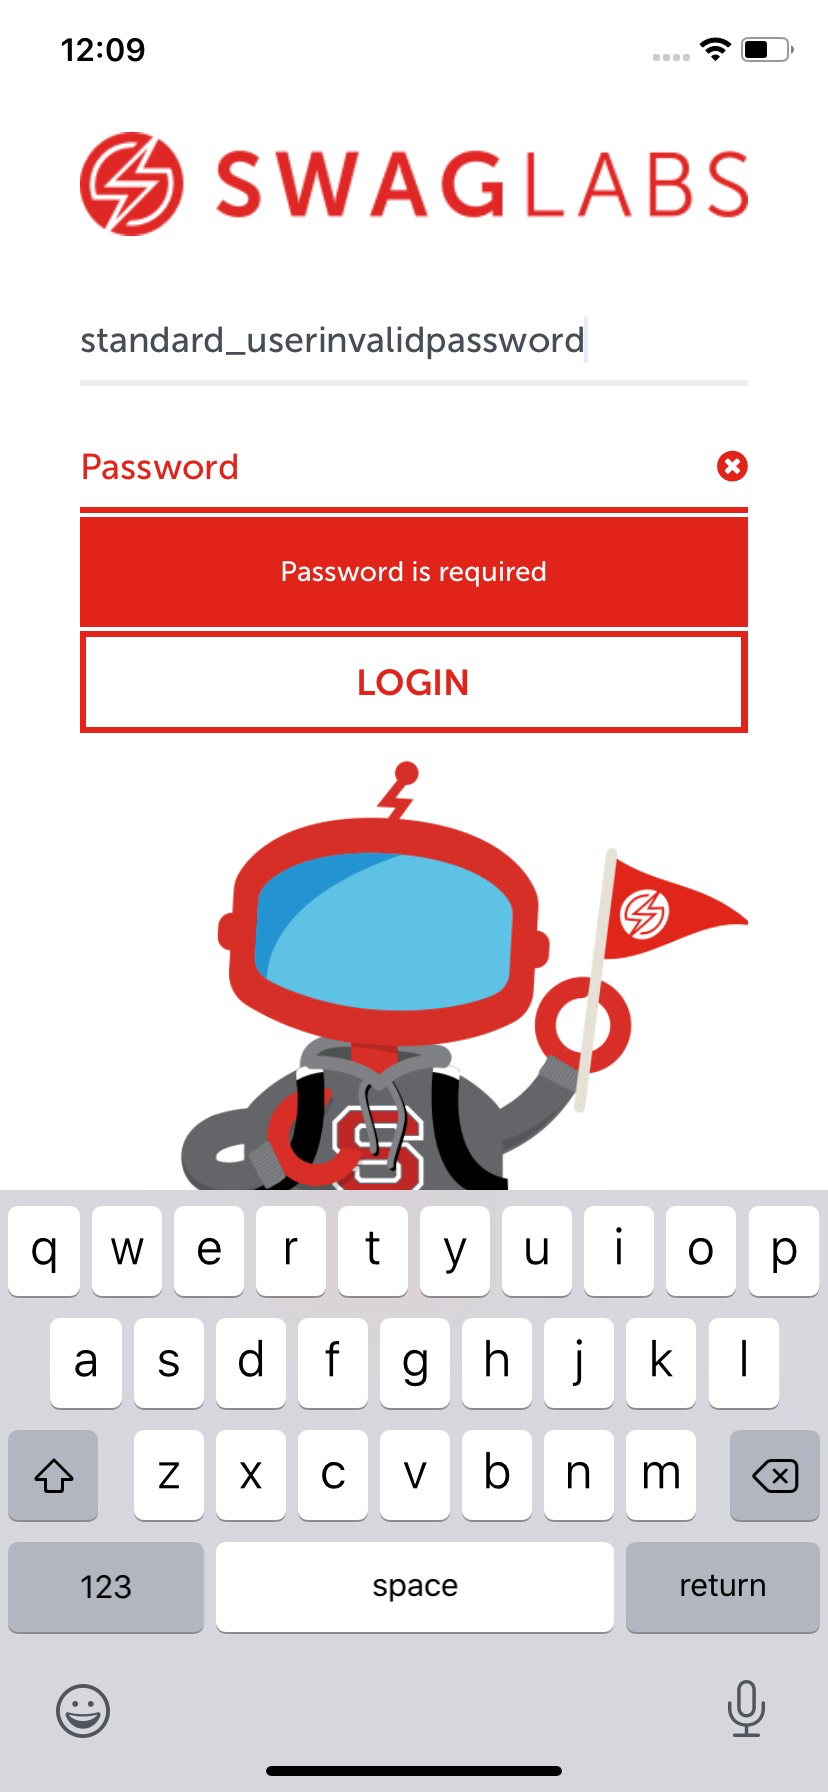 12:09
SWAGLABS
standard_userinvalidpassword
Password
Password is required
LOGIN
S
q w e r t y u i o p
a s d f g h j k l
z x c v b n m
123 space return